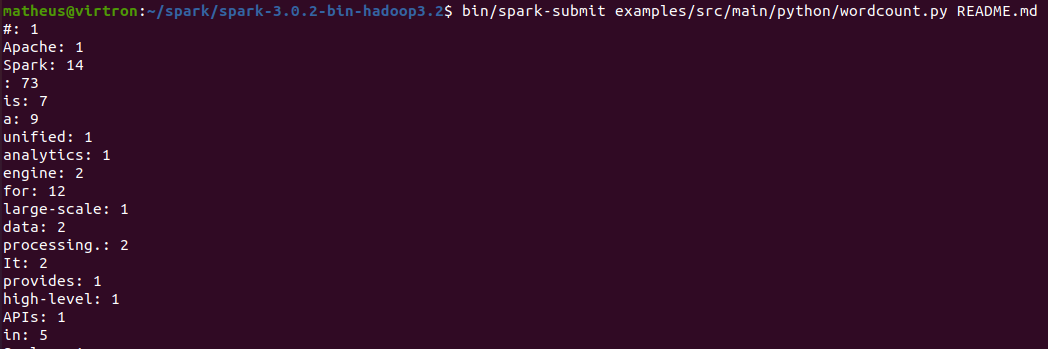 matheus@virtron:~/spark/spark-3.0.2-bin-hadoop3.2$ bin/spark-submit examples/src/main/python/wordcount.py README.md
#: 1
Apache: 1
Spark: 14
: 73
is: 7
a: 9
unified: 1
analytics: 1
engine: 2
for: 12
large-scale: 1
data: 2
processing.: 2
It: 2
provides: 1
high-level: 1
APIs: 1
in: 5